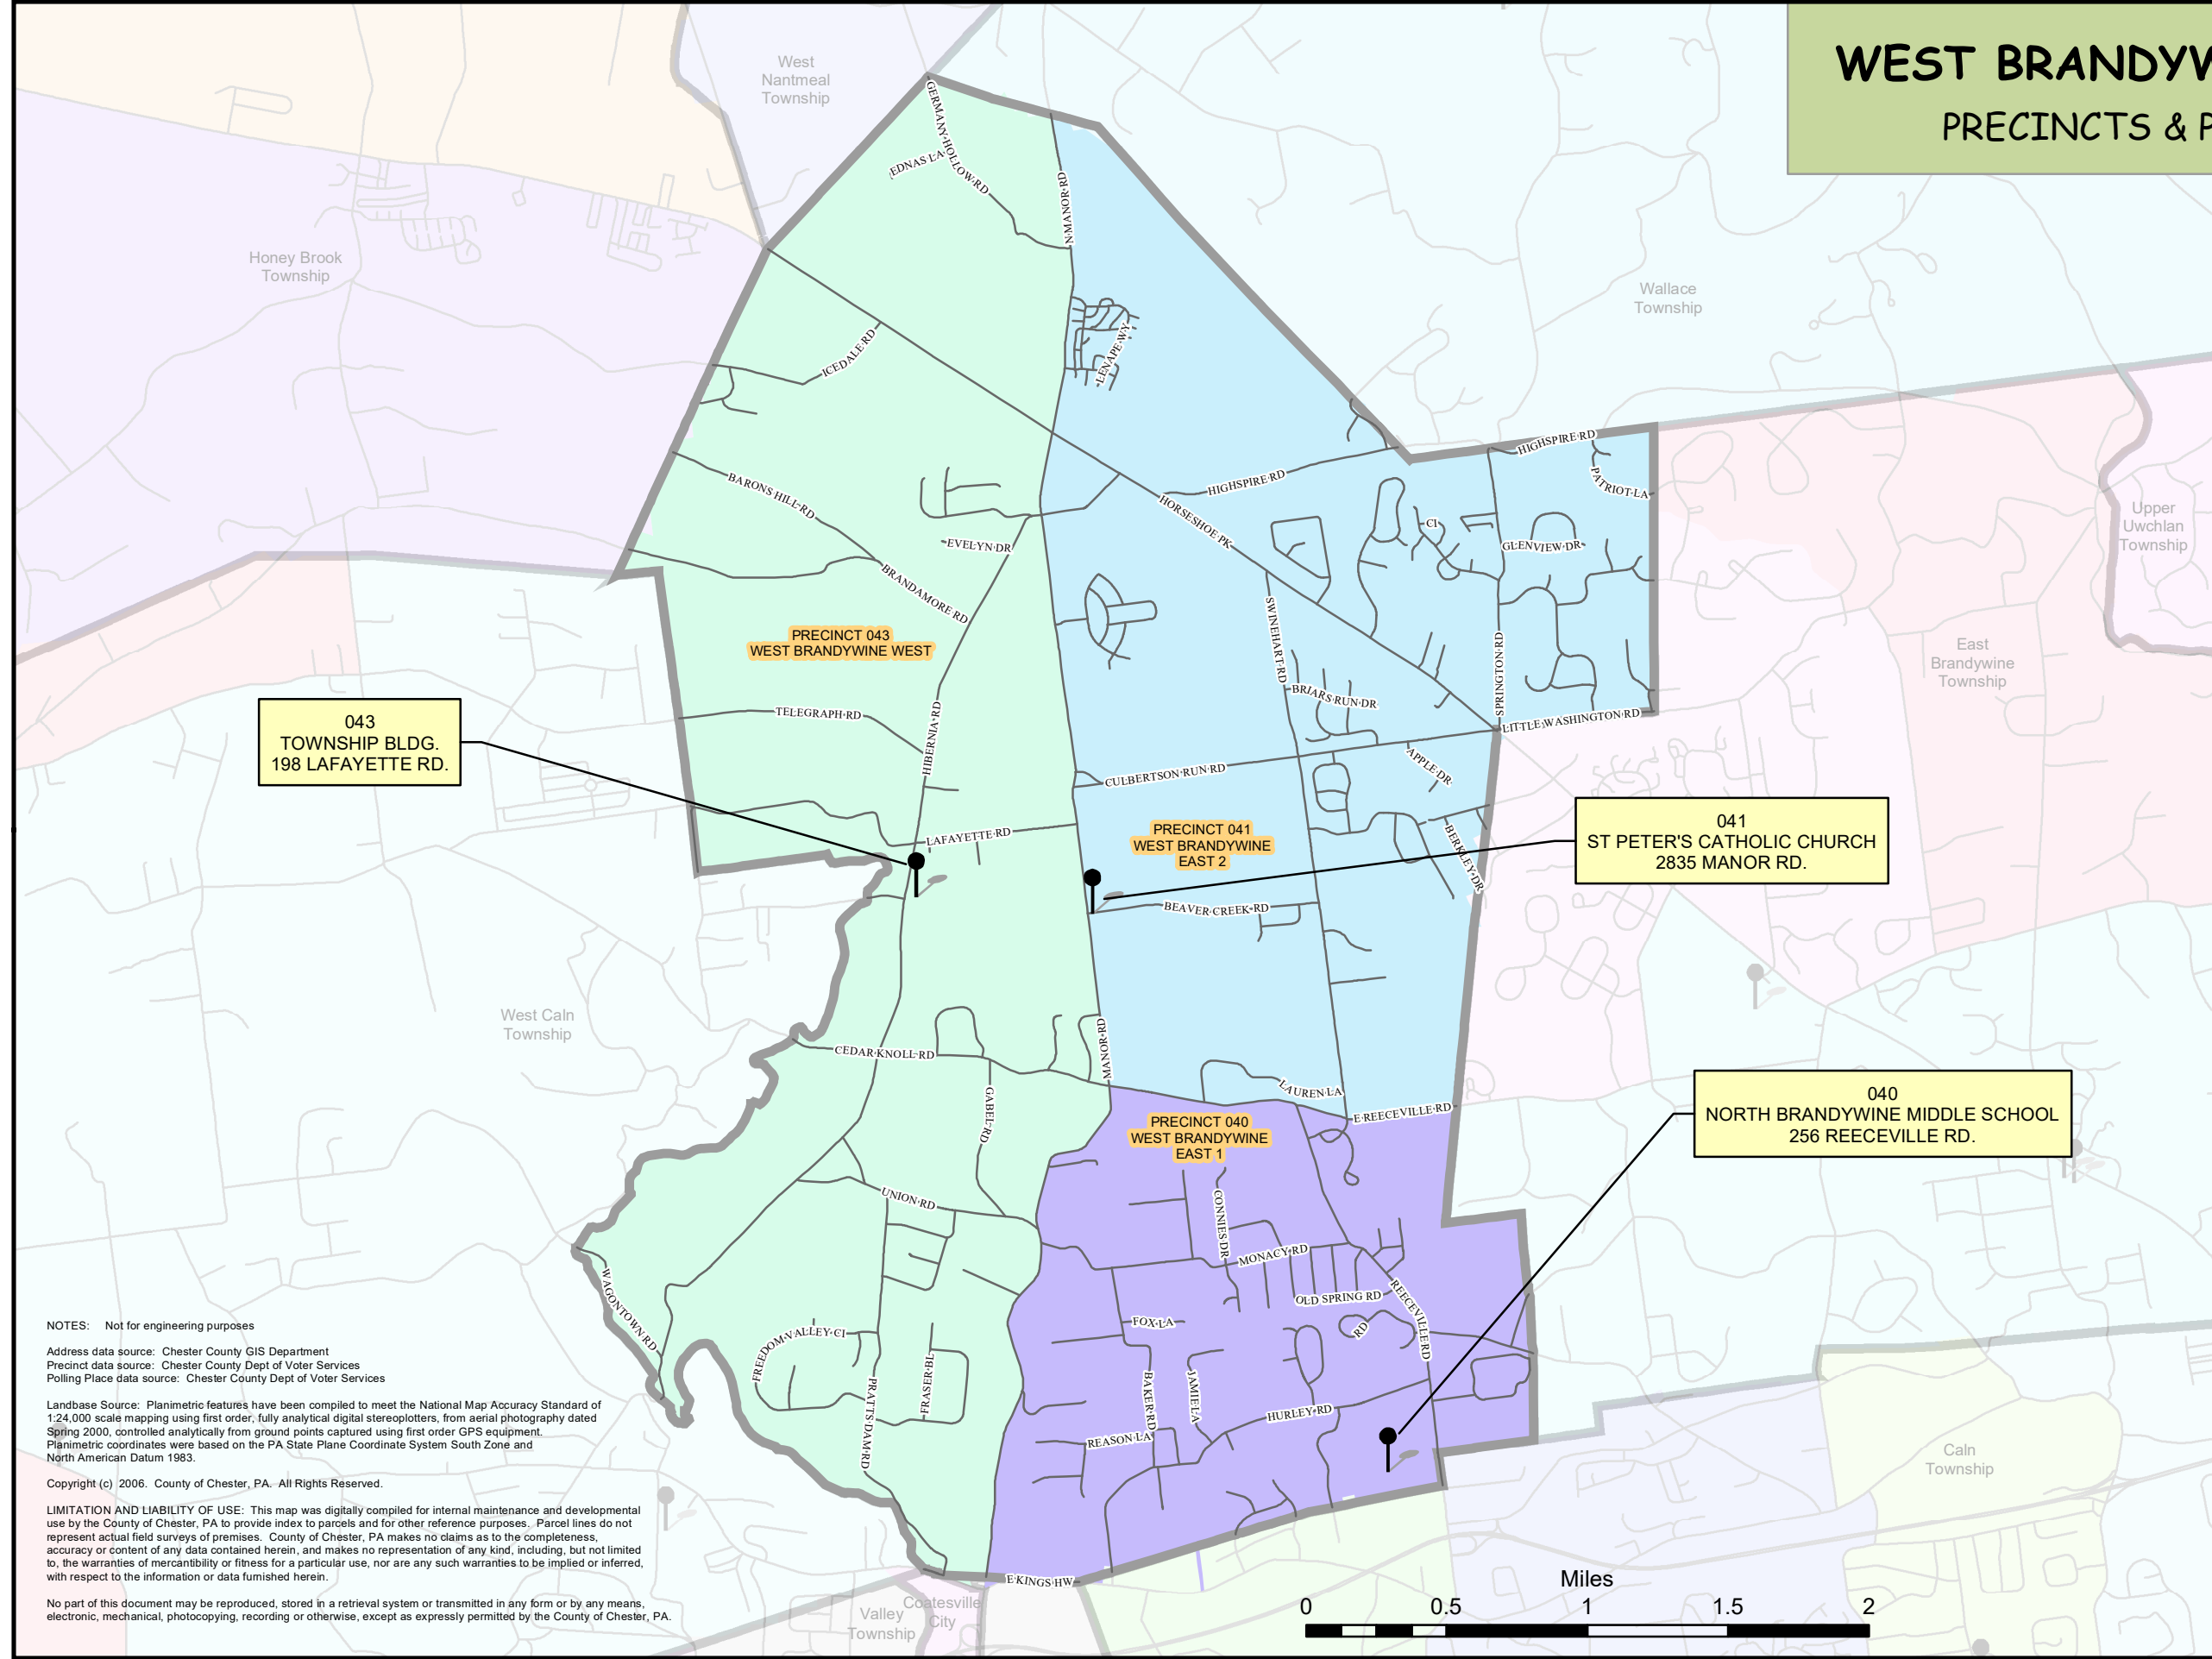 WEST BRANDYW
PRECINCTS & P
West
Nantmeal
Township
Honey Brook
Township
Wallace
Township
Upper
Uwchlan
Township
East
Brandywine
Township
West Caln
Township
Caln
Township
Valley
Township
Coatesville
City
GERMANY HOLLOW RD
EDNAS LA
N MANOR RD
LENAPE WY
ICEDALE RD
BARONS HILL RD
EVELYN DR
BRANDAMORE RD
HIGHSPIRE RD
HIGHSPIRE RD
PATRIOT LA
HORSESHOE PK
CI
GLENVIEW DR
SWINEHART RD
SPRINGTON RD
BRIARS RUN DR
LITTLE WASHINGTON RD
PRECINCT 043
WEST BRANDYWINE WEST
TELEGRAPH RD
HIBERNIA RD
CULBERTSON RUN RD
APPLE DR
LAFAYETTE RD
BERKLEY DR
PRECINCT 041
WEST BRANDYWINE
EAST 2
BEAVER CREEK RD
043
TOWNSHIP BLDG.
198 LAFAYETTE RD.
041
ST PETER'S CATHOLIC CHURCH
2835 MANOR RD.
040
NORTH BRANDYWINE MIDDLE SCHOOL
256 REECEVILLE RD.
CEDAR KNOLL RD
MANOR RD
GABEL RD
LAUREN LA
E REECEVILLE RD
PRECINCT 040
WEST BRANDYWINE
EAST 1
UNION RD
CONNIES DR
MONACY RD
OLD SPRING RD
REECEVILLE RD
WAGONTOWN RD
FREEDOM VALLEY CI
FOX LA
RD
PRATTS DAM RD
FRASER BL
BAKER RD
JAMIE LA
HURLEY RD
REASON LA
E KINGS HW
NOTES: Not for engineering purposes
Address data source: Chester County GIS Department
Precinct data source: Chester County Dept of Voter Services
Polling Place data source: Chester County Dept of Voter Services
Landbase Source: Planimetric features have been compiled to meet the National Map Accuracy Standard of
1:24,000 scale mapping using first order, fully analytical digital stereoplotters, from aerial photography dated
Spring 2000, controlled analytically from ground points captured using first order GPS equipment.
Planimetric coordinates were based on the PA State Plane Coordinate System South Zone and
North American Datum 1983.
Copyright (c) 2006. County of Chester, PA. All Rights Reserved.
LIMITATION AND LIABILITY OF USE: This map was digitally compiled for internal maintenance and developmental
use by the County of Chester, PA to provide index to parcels and for other reference purposes. Parcel lines do not
represent actual field surveys of premises. County of Chester, PA makes no claims as to the completeness,
accuracy or content of any data contained herein, and makes no representation of any kind, including, but not limited
to, the warranties of mercantibility or fitness for a particular use, nor are any such warranties to be implied or inferred,
with respect to the information or data furnished herein.
No part of this document may be reproduced, stored in a retrieval system or transmitted in any form or by any means,
electronic, mechanical, photocopying, recording or otherwise, except as expressly permitted by the County of Chester, PA.
Miles
0 0.5 1 1.5 2